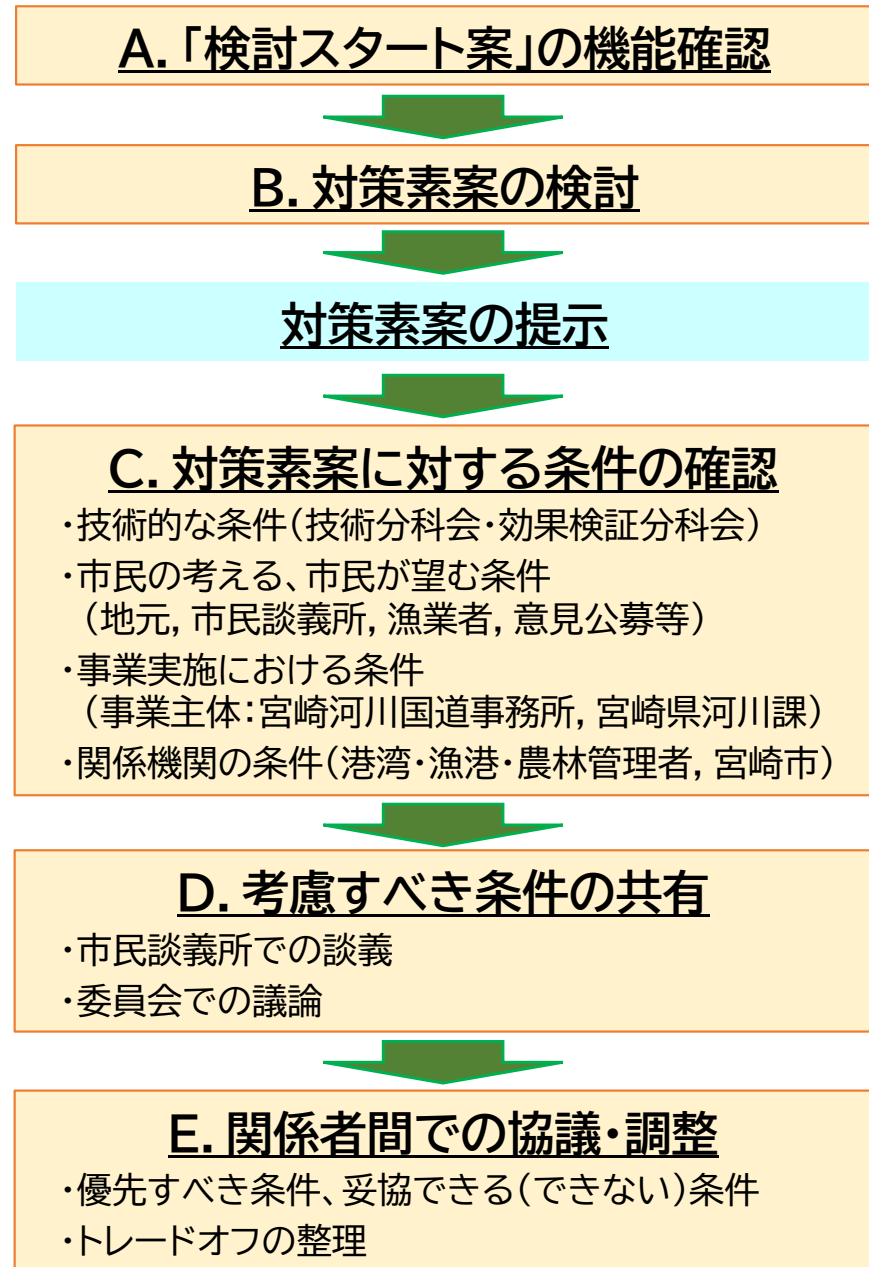 A.「検討スタート案」の機能確認
B. 対策素案の検討
対策素案の提示
C. 対策素案に対する条件の確認
・技術的な条件（技術分科会・効果検証分科会）
・市民の考える、市民が望む条件
（地元, 市民談義所, 漁業者, 意見公募等）
・事業実施における条件
（事業主体：宮崎河川国道事務所, 宮崎県河川課）
・関係機関の条件（港湾・漁港・農林管理者, 宮崎市）
D. 考慮すべき条件の共有
・市民談義所での談義
・委員会での議論
E. 関係者間での協議・調整
・優先すべき条件、妥協できる（できない）条件
・トレードオフの整理